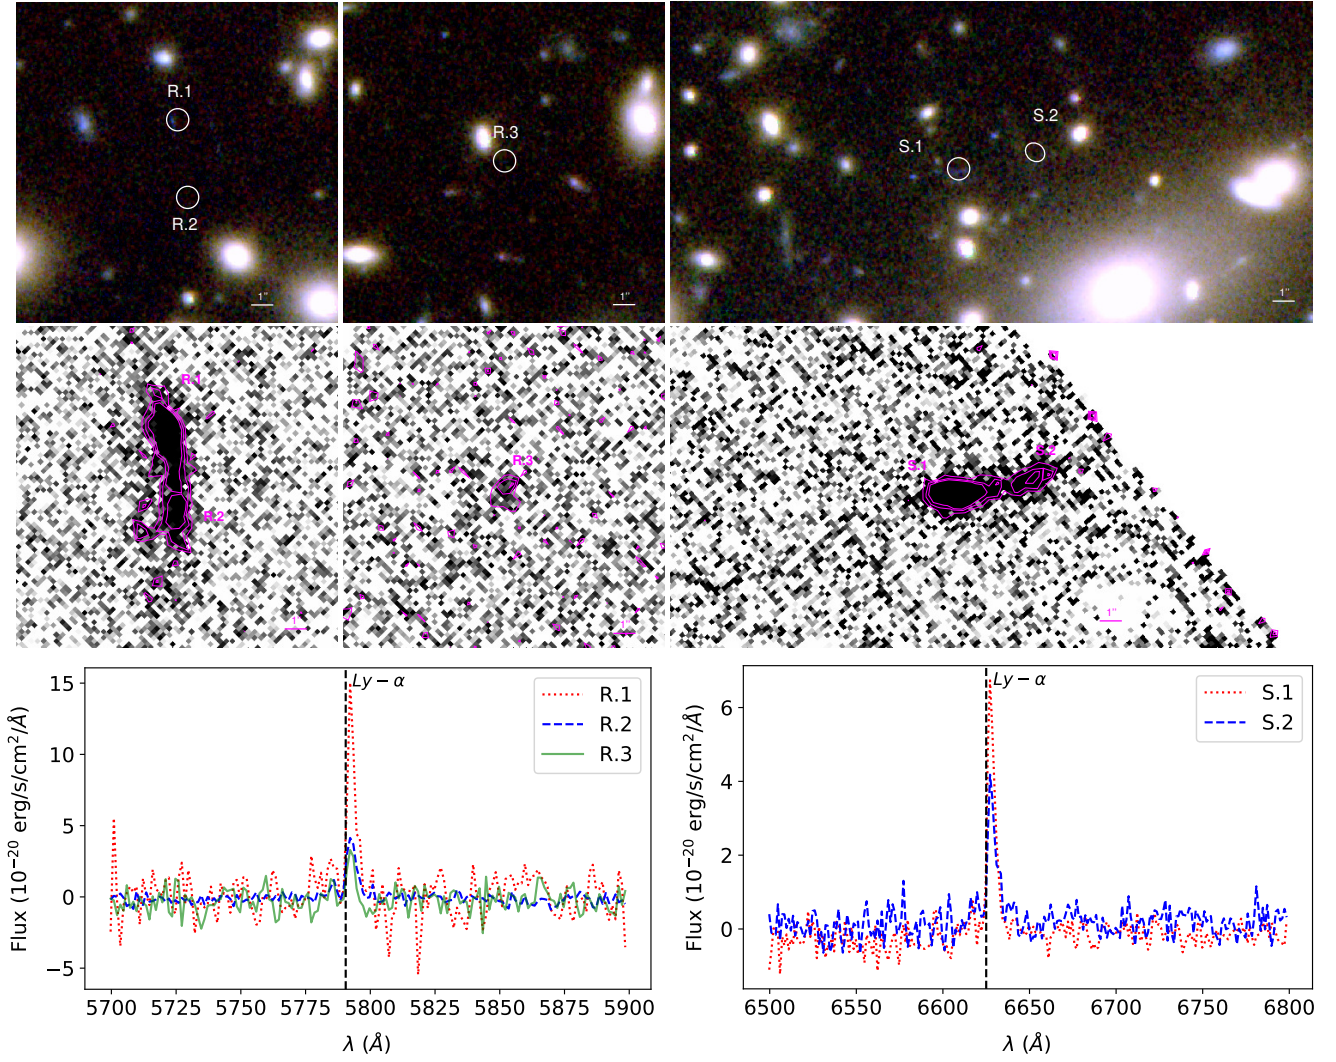 R.1
R.2
1"
R.3
1"
S.1
S.2
1"
R.1
R.2
1"
R.3
1"
S.1
S.2
1"
Ly − α
R.1
R.2
R.3
15
10
5
0
−5
Flux (10⁻²⁰ erg/s/cm²/Å)
5700 5725 5750 5775 5800 5825 5850 5875 5900
λ (Å)
Ly − α
S.1
S.2
6
4
2
0
Flux (10⁻²⁰ erg/s/cm²/Å)
6500 6550 6600 6650 6700 6750 6800
λ (Å)